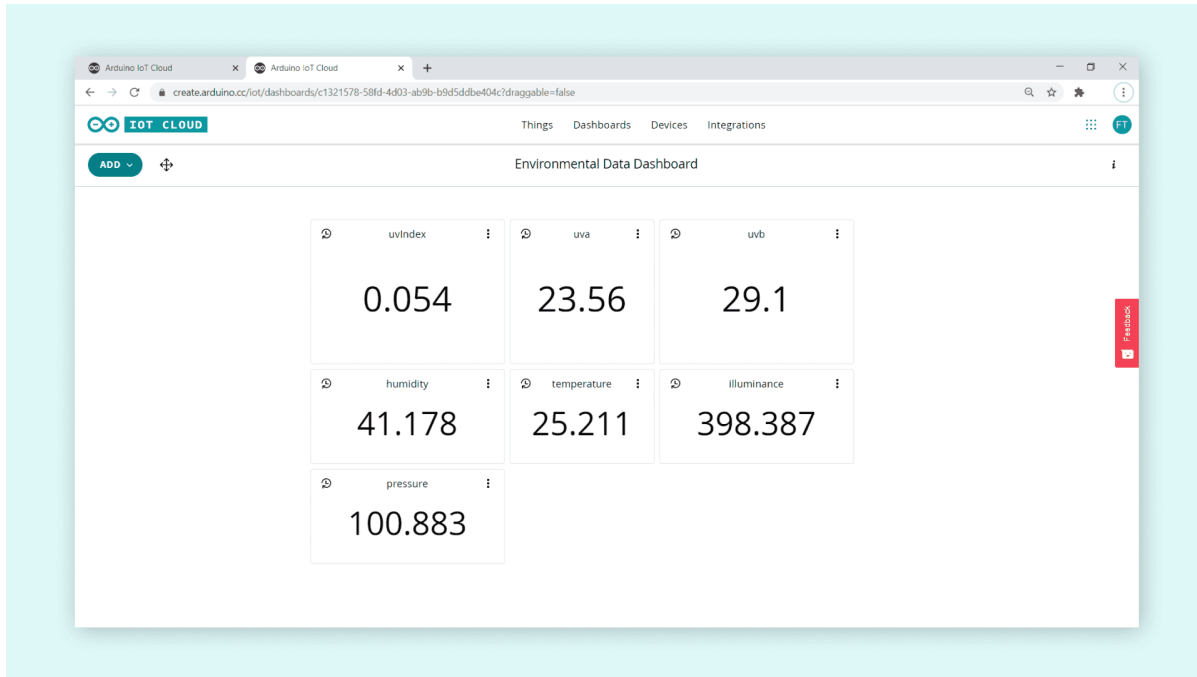 Arduino IoT Cloud
Arduino IoT Cloud
create.arduino.cc/iot/dashboards/c1321578-58fd-4d03-ab9b-b9d5ddbe404c?draggable=false
IOT CLOUD
Things Dashboards Devices Integrations
FT
ADD
Environmental Data Dashboard
i
uvIndex
0.054
uva
23.56
uvb
29.1
humidity
41.178
temperature
25.211
illuminance
398.387
pressure
100.883
Feedback